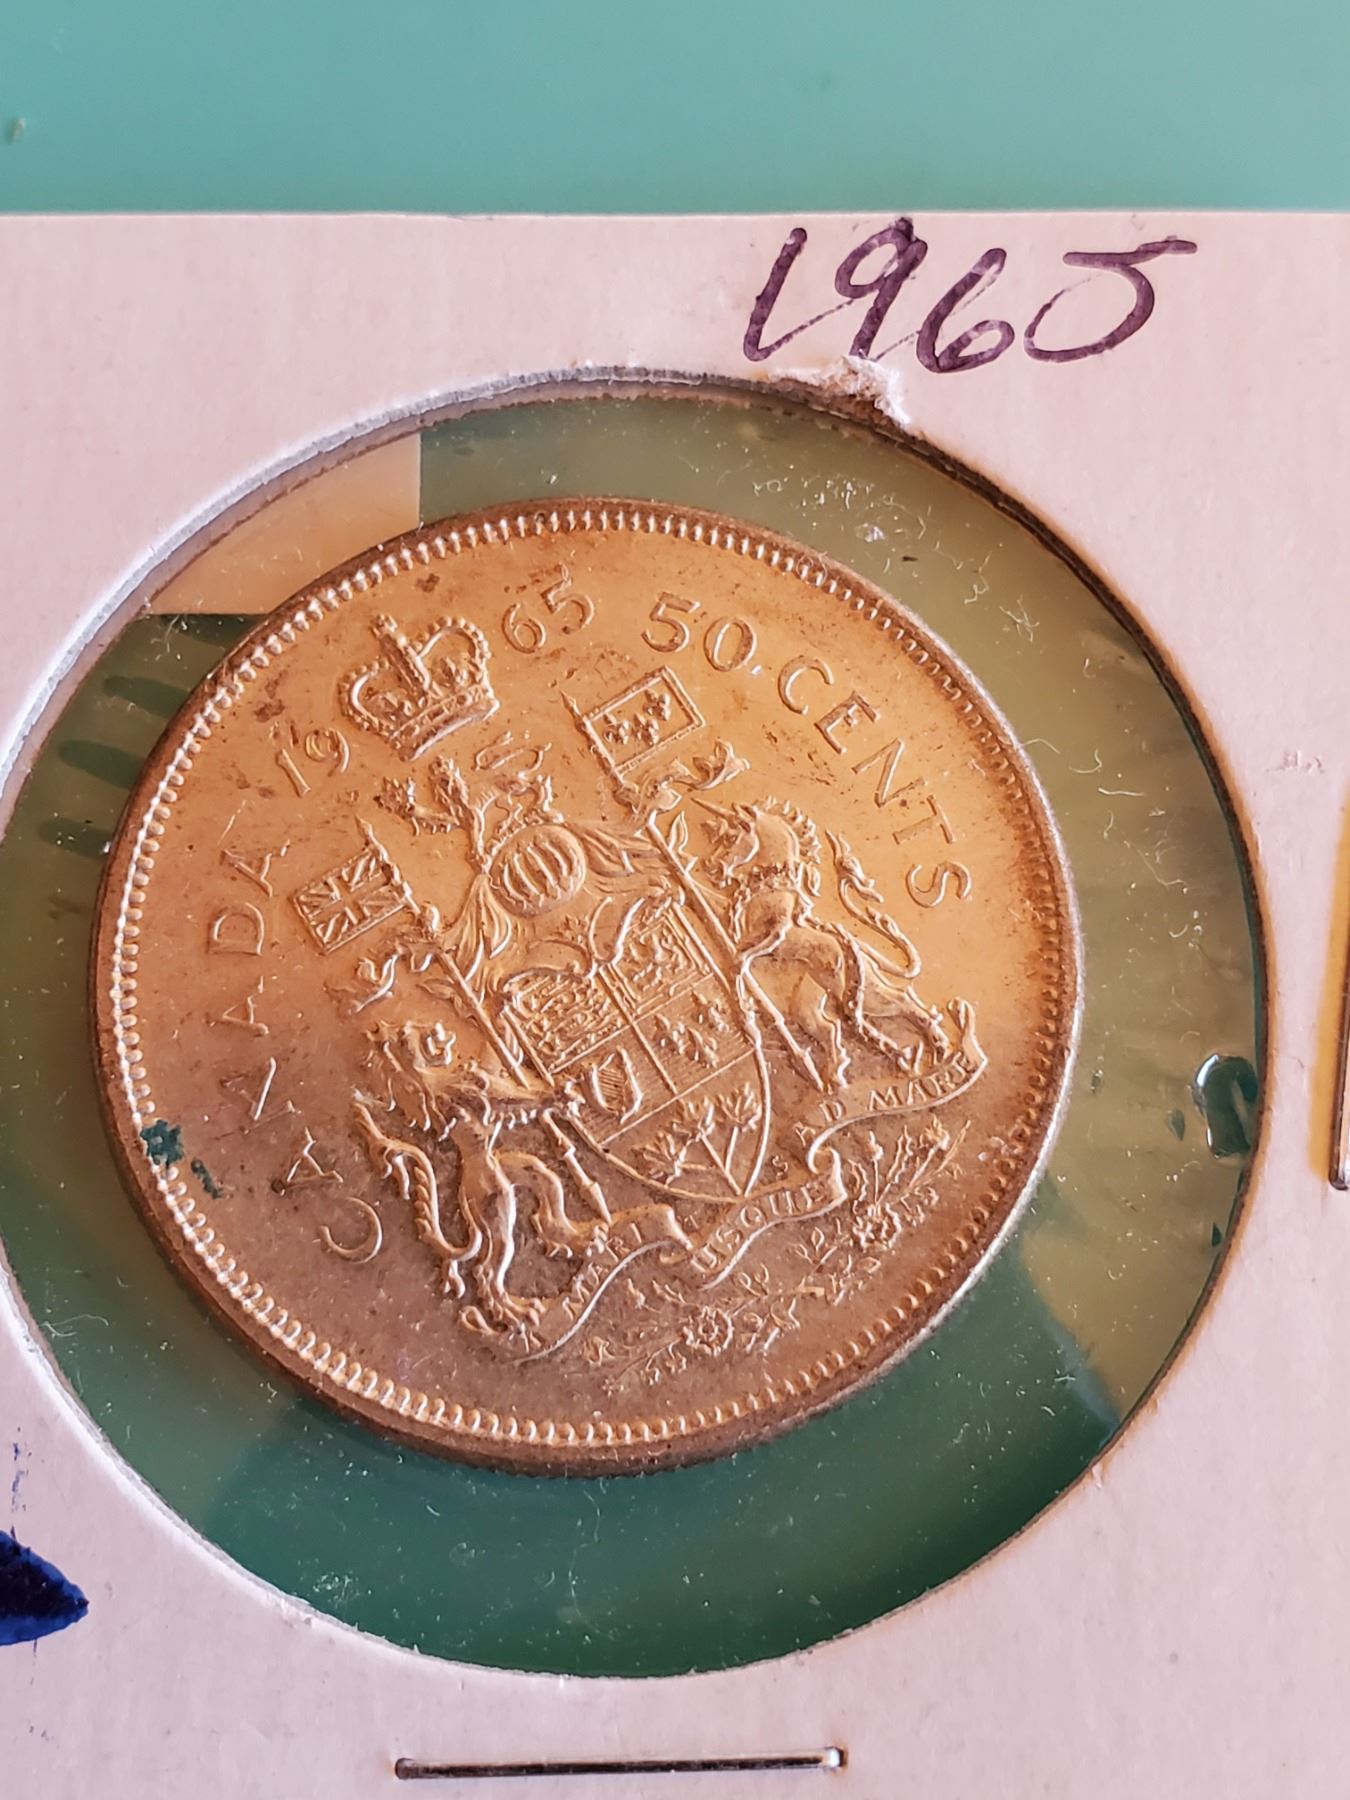 1965
CANADA 1965 50 CENTS
A MARI USQUE AD MARE